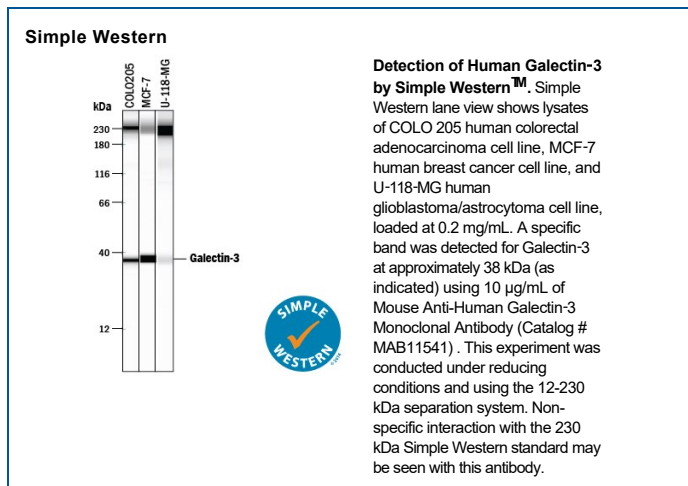 Simple Western
COLO205
MCF-7
U-118-MG
kDa
230
180
116
66
40
Galectin-3
12
SIMPLE
WESTERN
Detection of Human Galectin-3
by Simple Western™. Simple
Western lane view shows lysates
of COLO 205 human colorectal
adenocarcinoma cell line, MCF-7
human breast cancer cell line, and
U-118-MG human
glioblastoma/astrocytoma cell line,
loaded at 0.2 mg/mL. A specific
band was detected for Galectin-3
at approximately 38 kDa (as
indicated) using 10 µg/mL of
Mouse Anti-Human Galectin-3
Monoclonal Antibody (Catalog #
MAB11541) . This experiment was
conducted under reducing
conditions and using the 12-230
kDa separation system. Non-
specific interaction with the 230
kDa Simple Western standard may
be seen with this antibody.